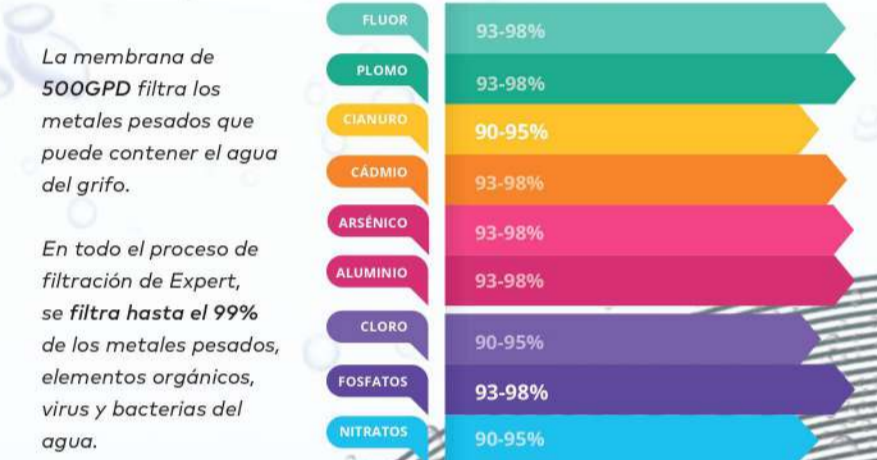 La membrana de
500GPD filtra los
metales pesados que
puede contener el agua
del grifo.
En todo el proceso de
filtración de Expert,
se filtra hasta el 99%
de los metales pesados,
elementos orgánicos,
virus y bacterias del
agua.
FLUOR 93-98%
PLOMO 93-98%
CIANURO 90-95%
CÁDMIO 93-98%
ARSÉNICO 93-98%
ALUMINIO 93-98%
CLORO 90-95%
FOSFATOS 93-98%
NITRATOS 90-95%